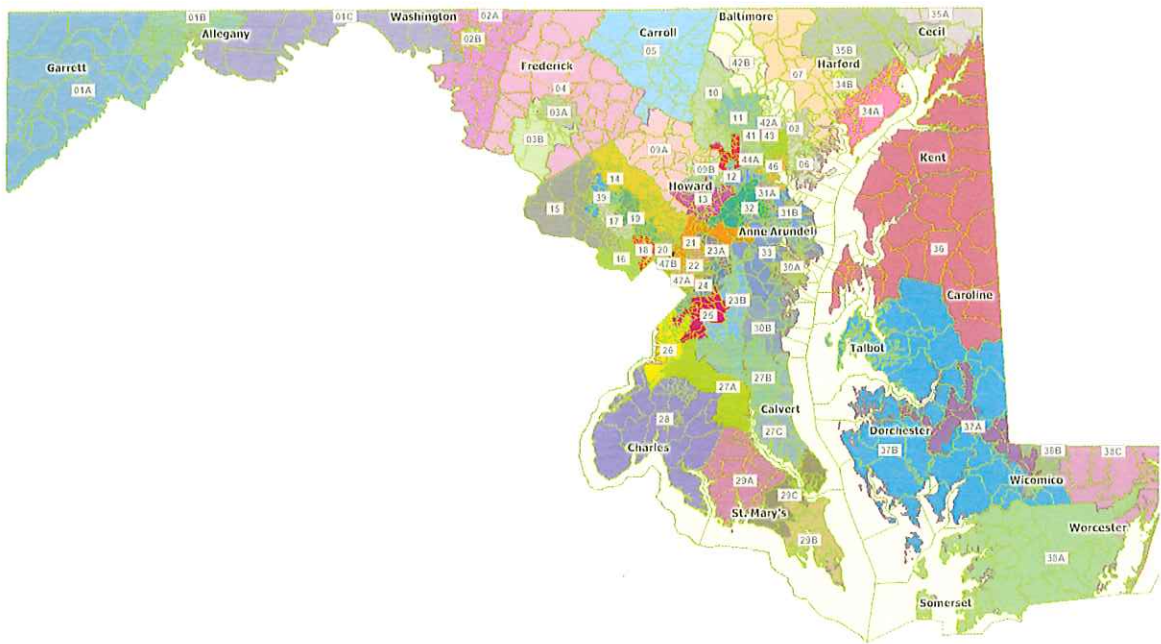 01B
01C
Washington
02A
Baltimore
35A
Allegany
02B
Carroll
Cecil
05
35B
Garrett
Frederick
42B
07
Harford
01A
04
10
34B
03A
11
34A
42A
08
03B
41
43
09A
44A
Kent
06
09B
46
12
14
Howard
31A
39
13
15
32
31B
17
19
Anne Arundel
21
18
20
23A
33
36
16
47B
22
30A
47A
24
Caroline
23B
25
30B
Talbot
26
27A
27B
Calvert
28
Dorchester
37A
27C
Charles
37B
38B
38C
29A
Wicomico
29C
St. Mary's
Worcester
29B
38A
Somerset